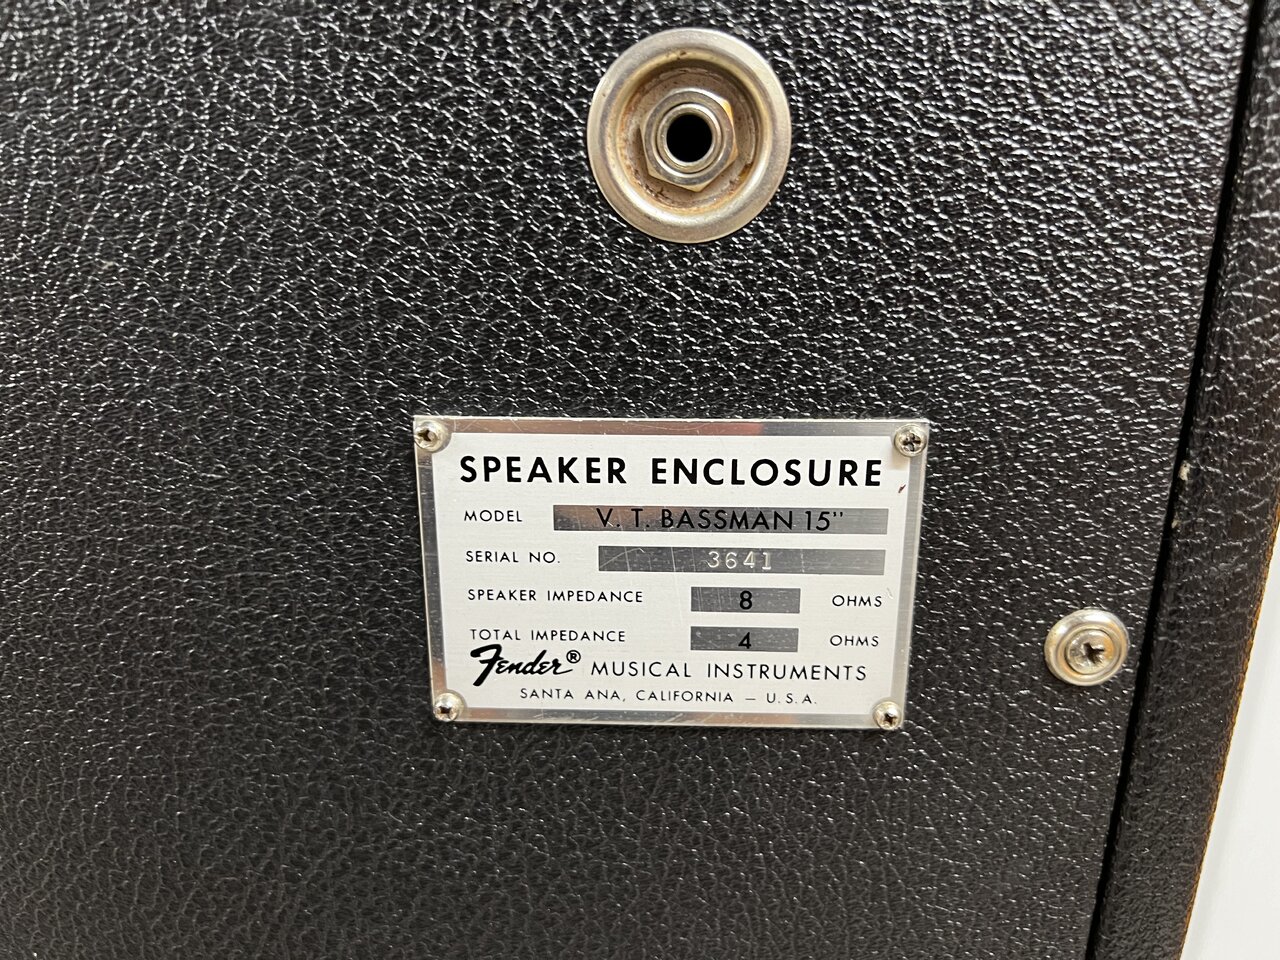 SPEAKER ENCLOSURE
MODEL V. T. BASSMAN 15"
SERIAL NO. 3641
SPEAKER IMPEDANCE 8 OHMS
TOTAL IMPEDANCE 4 OHMS
Fender® MUSICAL INSTRUMENTS
SANTA ANA, CALIFORNIA — U.S.A.